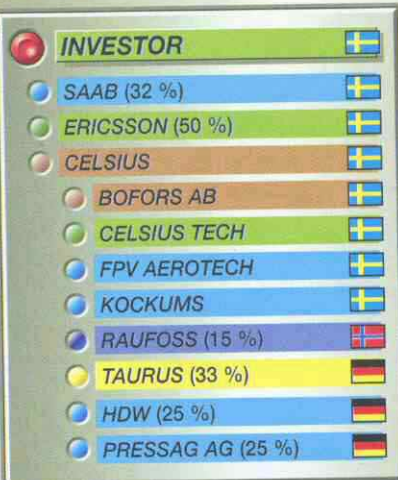 INVESTOR
SAAB (32 %)
ERICSSON (50 %)
CELSIUS
BOFORS AB
CELSIUS TECH
FPV AEROTECH
KOCKUMS
RAUFOSS (15 %)
TAURUS (33 %)
HDW (25 %)
PRESSAG AG (25 %)